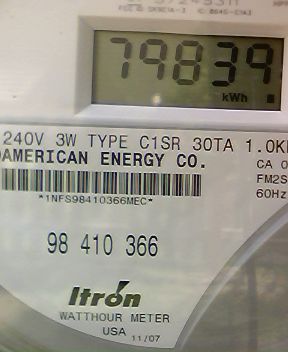 79839
kWh
240V 3W TYPE C1SR 30TA 1.0K
AMERICAN ENERGY CO.
CA 0
FM2S
60Hz
*1NFS98410366MEC*
98 410 366
Itron
WATTHOUR METER
USA 11/07